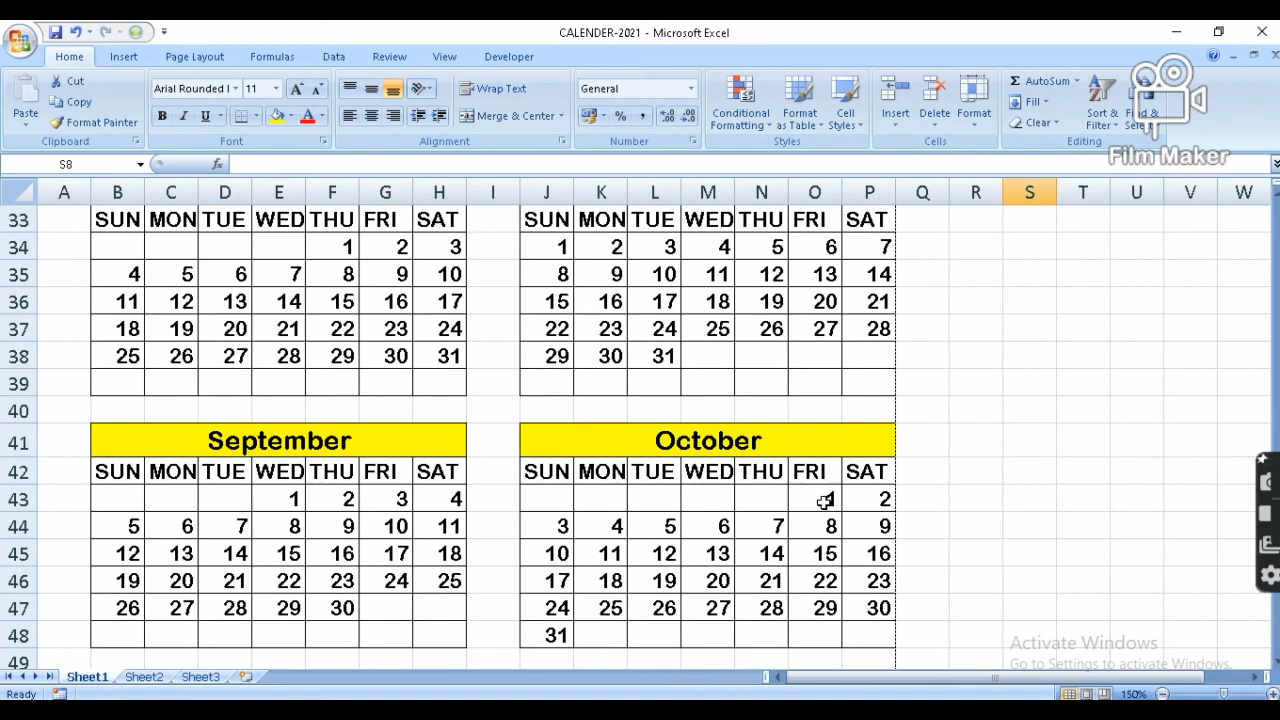 CALENDER-2021 - Microsoft Excel
Home Insert Page Layout Formulas Data Review View Developer
Paste Cut Copy Format Painter Clipboard
Arial Rounded 11 Font
Wrap Text Merge & Center Alignment
General Number
Conditional Formatting Format as Table Cell Styles Styles
Insert Delete Format Cells
AutoSum Fill Clear Sort & Filter Editing
Film Maker
S8 fx
A B C D E F G H I J K L M N O P Q R S T U V W
33 SUN MON TUE WED THU FRI SAT SUN MON TUE WED THU FRI SAT
34 1 2 3 1 2 3 4 5 6 7
35 4 5 6 7 8 9 10 8 9 10 11 12 13 14
36 11 12 13 14 15 16 17 15 16 17 18 19 20 21
37 18 19 20 21 22 23 24 22 23 24 25 26 27 28
38 25 26 27 28 29 30 31 29 30 31
39
40
41 September October
42 SUN MON TUE WED THU FRI SAT SUN MON TUE WED THU FRI SAT
43 1 2 3 4 1 2
44 5 6 7 8 9 10 11 3 4 5 6 7 8 9
45 12 13 14 15 16 17 18 10 11 12 13 14 15 16
46 19 20 21 22 23 24 25 17 18 19 20 21 22 23
47 26 27 28 29 30 24 25 26 27 28 29 30
48 31
49
Activate Windows
Go to Settings to activate Windows.
Sheet1 Sheet2 Sheet3
Ready 150%